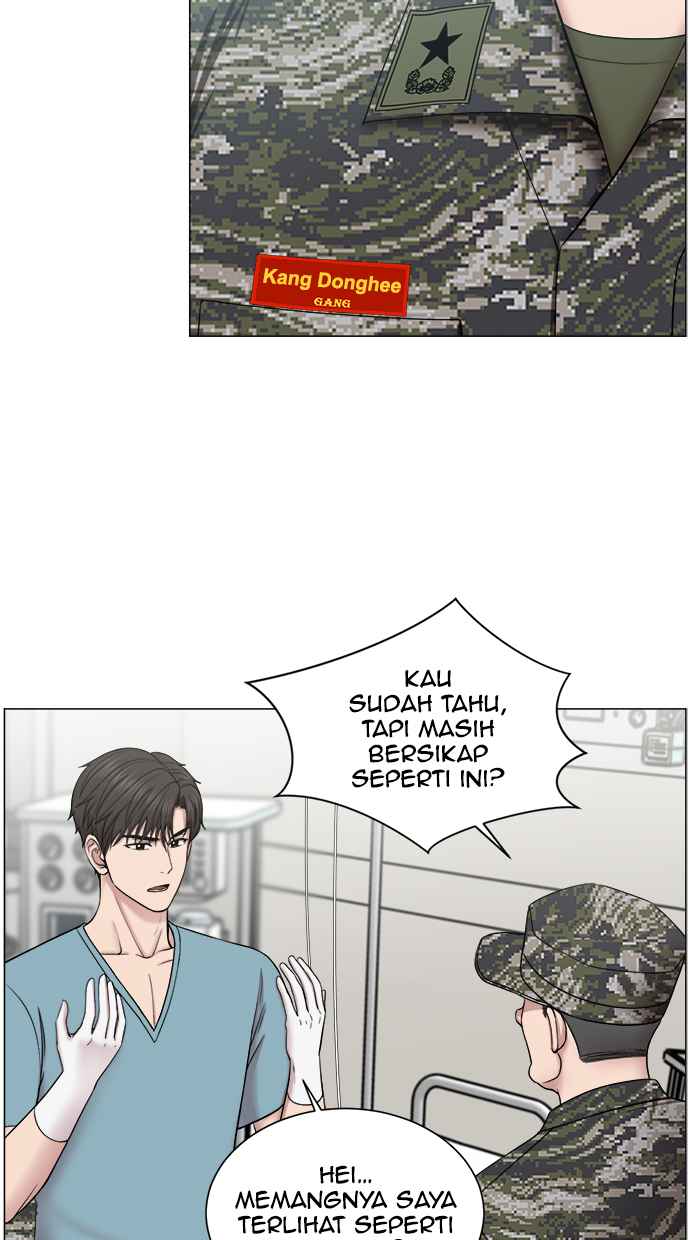 Kang Donghee
GANG
KAU
SUDAH TAHU,
TAPI MASIH
BERSIKAP
SEPERTI INI?
HEI...
MEMANGNYA SAYA
TERLIHAT SEPERTI